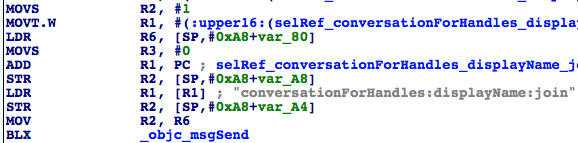 MOVS R2, #1
MOVT.W R1, #(:upper16:(selRef_conversationForHandles_displa
LDR R6, [SP,#0xA8+var_80]
MOVS R3, #0
ADD R1, PC ; selRef_conversationForHandles_displayName_j
STR R2, [SP,#0xA8+var_A8]
LDR R1, [R1] ; "conversationForHandles:displayName:join"
STR R2, [SP,#0xA8+var_A4]
MOV R2, R6
BLX _objc_msgSend